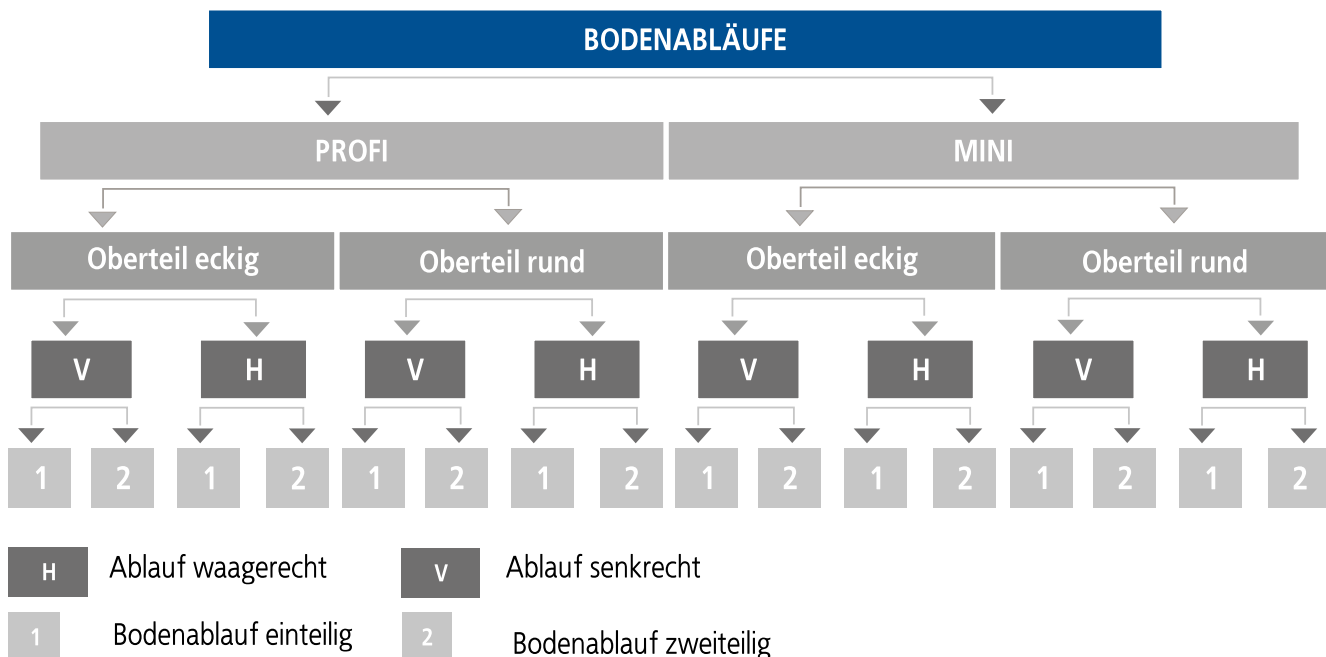 BODENABLÄUFE
PROFI MINI
Oberteil eckig Oberteil rund Oberteil eckig Oberteil rund
V H V H V H V H
1 2 1 2 1 2 1 2 1 2 1 2 1 2 1 2
H Ablauf waagerecht V Ablauf senkrecht
1 Bodenablauf einteilig 2 Bodenablauf zweiteilig